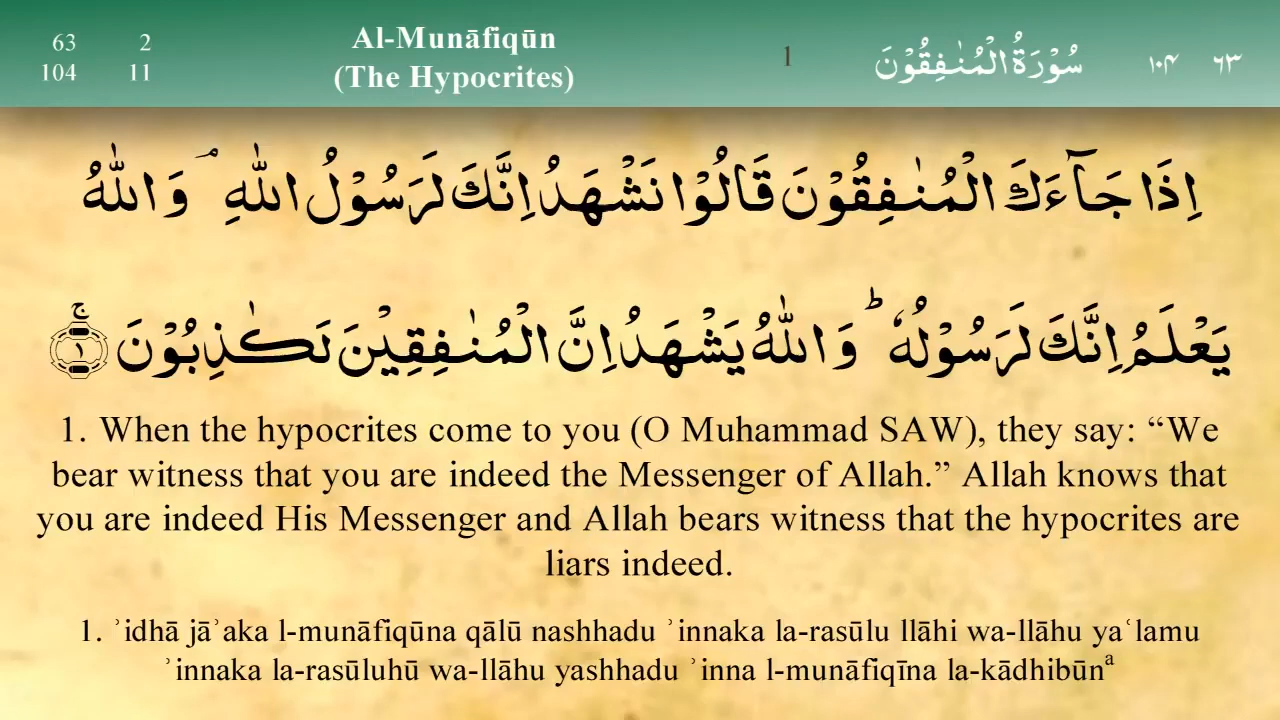 63 2
104 11
Al-Munāfiqūn
(The Hypocrites)
1
سُوْرَةُ الْمُنٰفِقُوْنَ
١٠٤ ٦٣
اِذَا جَآءَكَ الْمُنٰفِقُوْنَ قَالُوْا نَشْهَدُ اِنَّكَ لَرَسُوْلُ اللّٰهِ ۘ وَاللّٰهُ
يَعْلَمُ اِنَّكَ لَرَسُوْلُهٗ ؕ وَاللّٰهُ يَشْهَدُ اِنَّ الْمُنٰفِقِيْنَ لَكٰذِبُوْنَ ۚ ١
1. When the hypocrites come to you (O Muhammad SAW), they say: “We
bear witness that you are indeed the Messenger of Allah.” Allah knows that
you are indeed His Messenger and Allah bears witness that the hypocrites are
liars indeed.
1. ʾidhā jāʾaka l-munāfiqūna qālū nashhadu ʾinnaka la-rasūlu llāhi wa-llāhu yaʿlamu
ʾinnaka la-rasūluhū wa-llāhu yashhadu ʾinna l-munāfiqīna la-kādhibūnᵃ